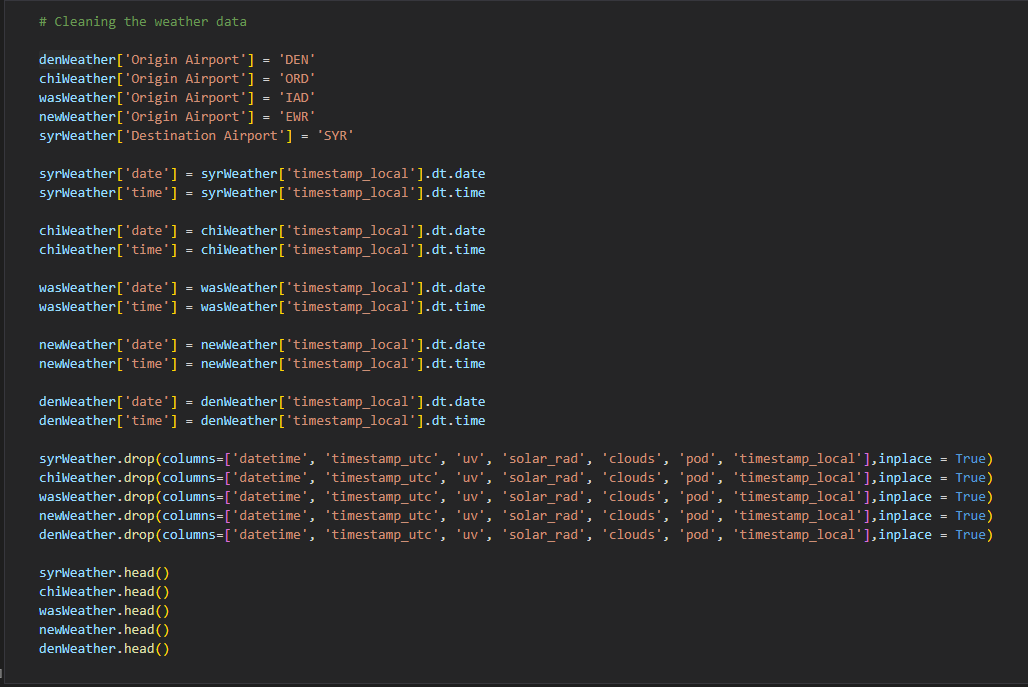 # Cleaning the weather data
denWeather['Origin Airport'] = 'DEN'
chiWeather['Origin Airport'] = 'ORD'
wasWeather['Origin Airport'] = 'IAD'
newWeather['Origin Airport'] = 'EWR'
syrWeather['Destination Airport'] = 'SYR'
syrWeather['date'] = syrWeather['timestamp_local'].dt.date
syrWeather['time'] = syrWeather['timestamp_local'].dt.time
chiWeather['date'] = chiWeather['timestamp_local'].dt.date
chiWeather['time'] = chiWeather['timestamp_local'].dt.time
wasWeather['date'] = wasWeather['timestamp_local'].dt.date
wasWeather['time'] = wasWeather['timestamp_local'].dt.time
newWeather['date'] = newWeather['timestamp_local'].dt.date
newWeather['time'] = newWeather['timestamp_local'].dt.time
denWeather['date'] = denWeather['timestamp_local'].dt.date
denWeather['time'] = denWeather['timestamp_local'].dt.time
syrWeather.drop(columns=['datetime', 'timestamp_utc', 'uv', 'solar_rad', 'clouds', 'pod', 'timestamp_local'],inplace = True)
chiWeather.drop(columns=['datetime', 'timestamp_utc', 'uv', 'solar_rad', 'clouds', 'pod', 'timestamp_local'],inplace = True)
wasWeather.drop(columns=['datetime', 'timestamp_utc', 'uv', 'solar_rad', 'clouds', 'pod', 'timestamp_local'],inplace = True)
newWeather.drop(columns=['datetime', 'timestamp_utc', 'uv', 'solar_rad', 'clouds', 'pod', 'timestamp_local'],inplace = True)
denWeather.drop(columns=['datetime', 'timestamp_utc', 'uv', 'solar_rad', 'clouds', 'pod', 'timestamp_local'],inplace = True)
syrWeather.head()
chiWeather.head()
wasWeather.head()
newWeather.head()
denWeather.head()